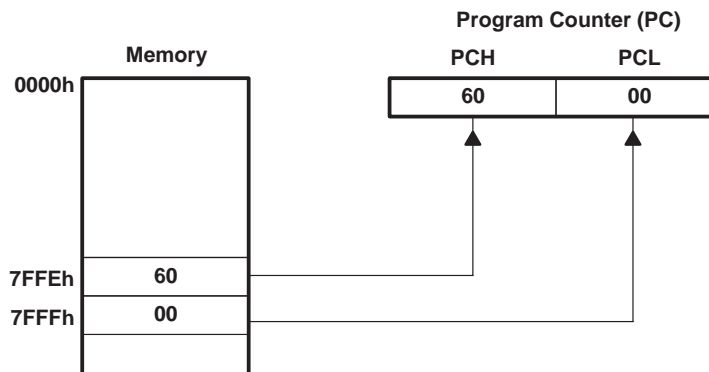 Program Counter (PC)
Memory
PCH PCL
0000h
60 00
7FFEh 60
7FFFh 00